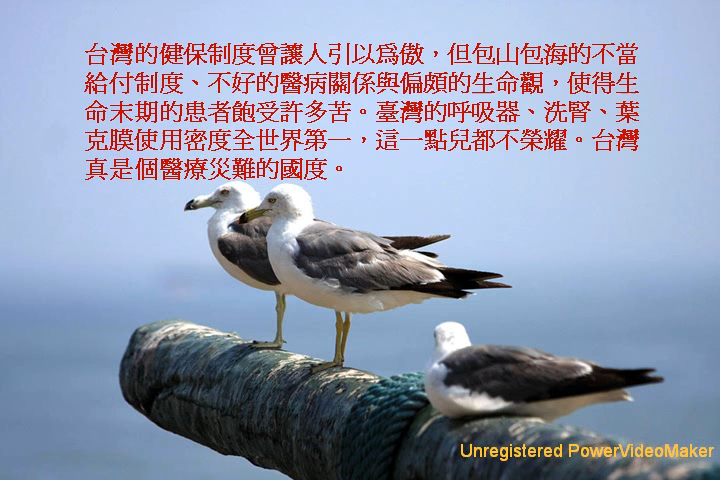 台灣的健保制度曾讓人引以為傲，但包山包海的不當
給付制度、不好的醫病關係與偏頗的生命觀，使得生
命末期的患者飽受許多苦。臺灣的呼吸器、洗腎、葉
克膜使用密度全世界第一，這一點兒都不榮耀。台灣
真是個醫療災難的國度。
Unregistered PowerVideoMaker